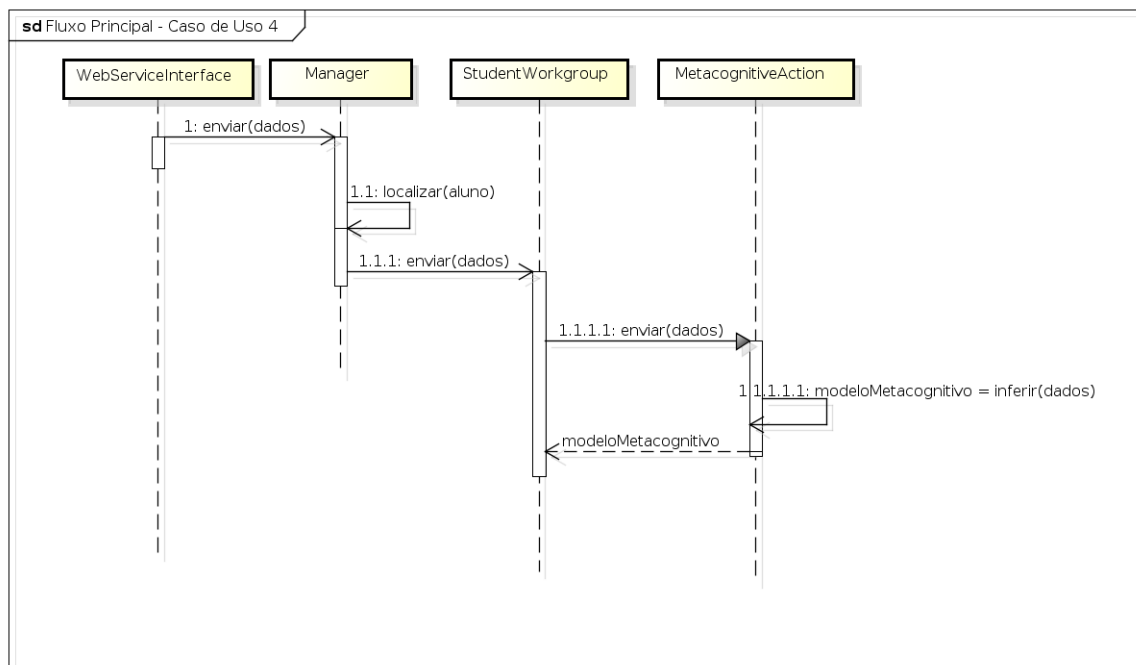 sd Fluxo Principal - Caso de Uso 4
WebServiceInterface
Manager
StudentWorkgroup
MetacognitiveAction
1: enviar(dados)
1.1: localizar(aluno)
1.1.1: enviar(dados)
1.1.1.1: enviar(dados)
1.1.1.1.1: modeloMetacognitivo = inferir(dados)
modeloMetacognitivo